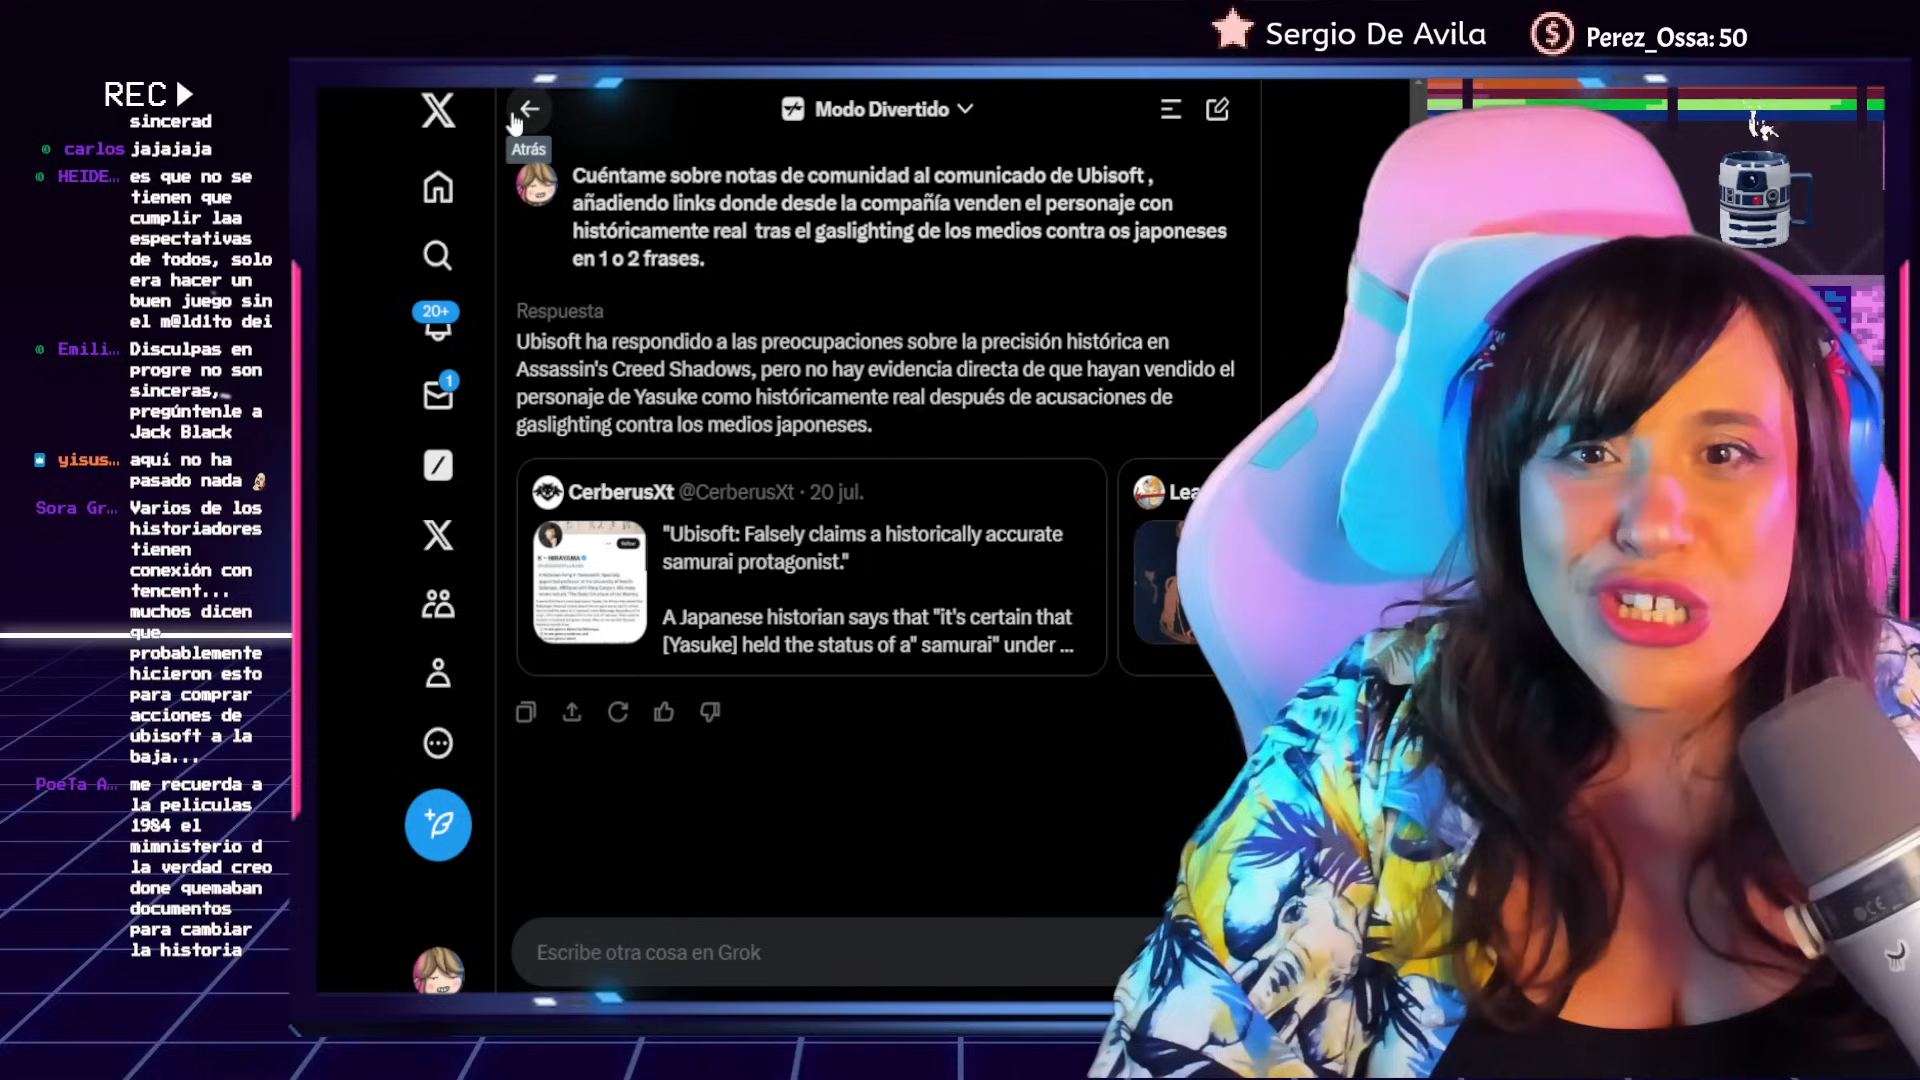 Sergio De Avila
Perez_Ossa: 50
REC
sincerad
carlos jajajaja
HEIDE... es que no se
tienen que
cumplir laa
espectativas
de todos, solo
era hacer un
buen juego sin
el m@ld1to dei
Emili... Disculpas en
progre no son
sinceras,
pregúntenle a
Jack Black
yisus... aquí no ha
pasado nada
Sora Gr... Varios de los
historiadores
tienen
conexión con
tencent...
muchos dicen
que
probablemente
hicieron esto
para comprar
acciones de
ubisoft a la
baja...
PoeTa A... me recuerda a
la peliculas
1984 el
mimnisterio d
la verdad creo
done quemaban
documentos
para cambiar
la historia
20+
1
Atrás
Modo Divertido
Cuéntame sobre notas de comunidad al comunicado de Ubisoft ,
añadiendo links donde desde la compañía venden el personaje con
históricamente real tras el gaslighting de los medios contra os japoneses
en 1 o 2 frases.
Respuesta
Ubisoft ha respondido a las preocupaciones sobre la precisión histórica en
Assassin's Creed Shadows, pero no hay evidencia directa de que hayan vendido el
personaje de Yasuke como históricamente real después de acusaciones de
gaslighting contra los medios japoneses.
CerberusXt @CerberusXt · 20 jul.
"Ubisoft: Falsely claims a historically accurate
samurai protagonist."
A Japanese historian says that "it's certain that
[Yasuke] held the status of a" samurai" under ...
Lea
Escribe otra cosa en Grok